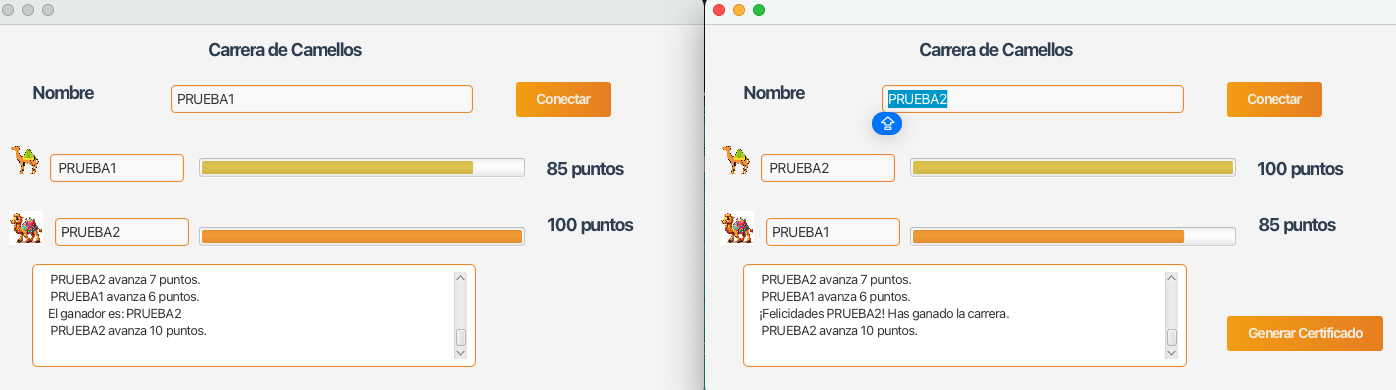 Carrera de Camellos
Nombre
PRUEBA1
Conectar
PRUEBA1
85 puntos
PRUEBA2
100 puntos
PRUEBA2 avanza 7 puntos.
PRUEBA1 avanza 6 puntos.
El ganador es: PRUEBA2
PRUEBA2 avanza 10 puntos.
Carrera de Camellos
Nombre
PRUEBA2
Conectar
PRUEBA2
100 puntos
PRUEBA1
85 puntos
PRUEBA2 avanza 7 puntos.
PRUEBA1 avanza 6 puntos.
¡Felicidades PRUEBA2! Has ganado la carrera.
PRUEBA2 avanza 10 puntos.
Generar Certificado